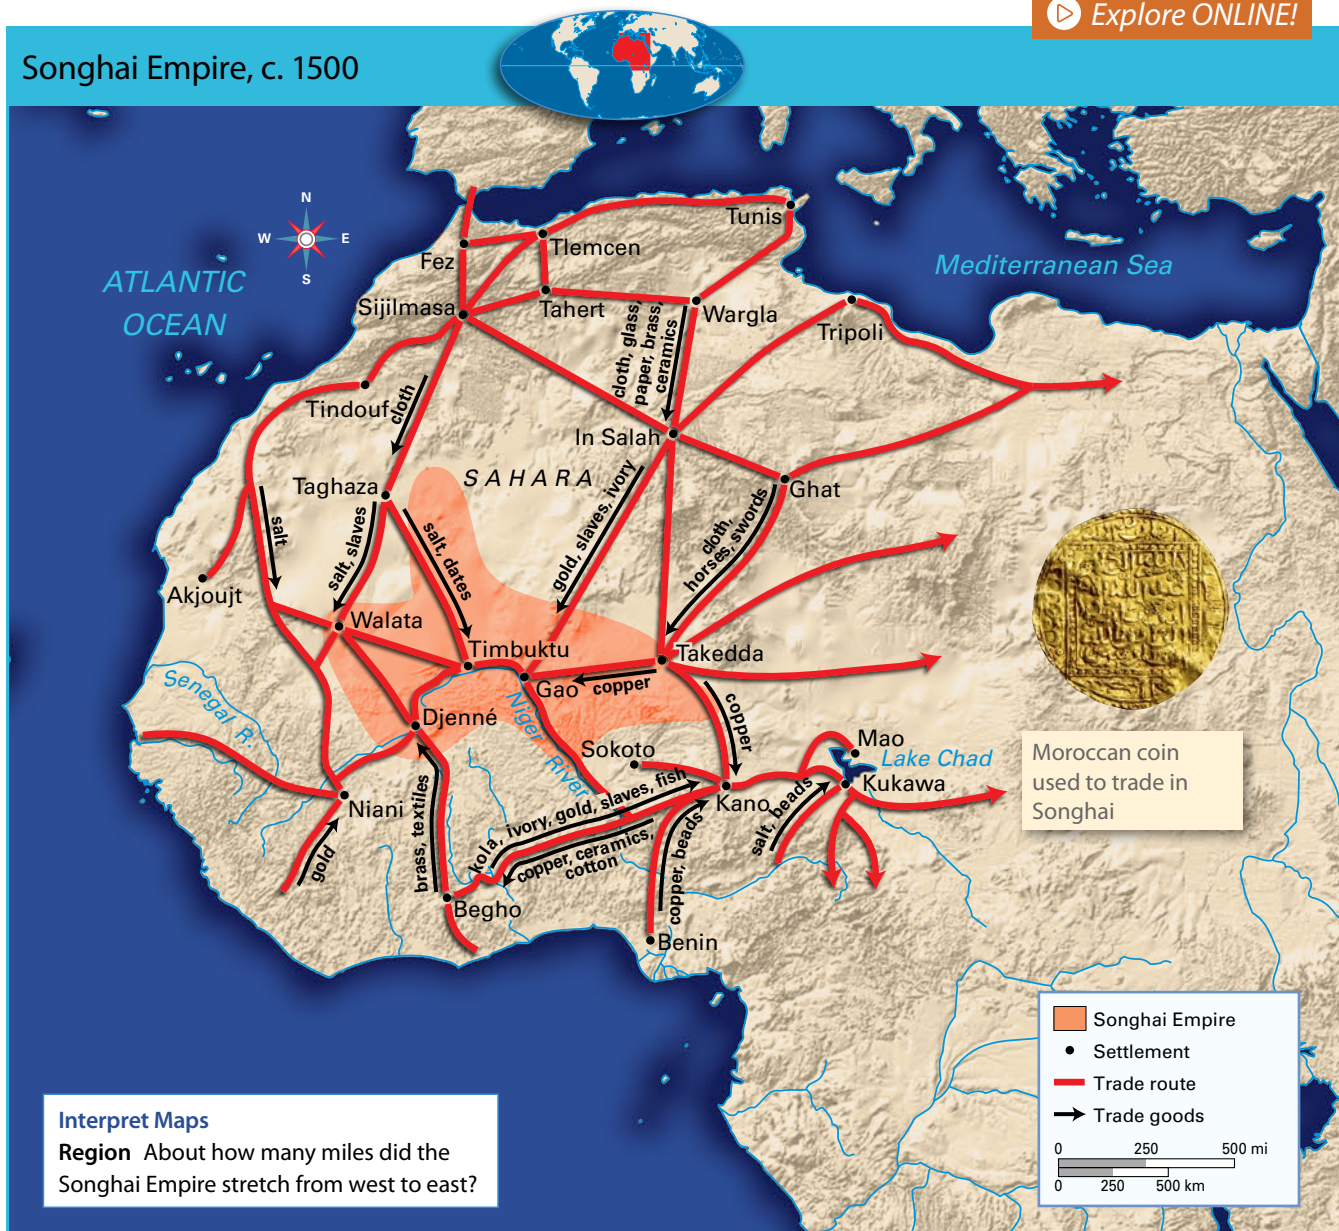 Explore ONLINE!
Songhai Empire, c. 1500
N
W
E
S
ATLANTIC
OCEAN
Mediterranean Sea
Tunis
Tlemcen
Fez
Sijilmasa
Tahert
Wargla
Tripoli
cloth, glass,
paper, brass,
ceramics
Tindouf
cloth
In Salah
SAHARA
Taghaza
Ghat
salt
salt, slaves
salt, dates
gold, slaves, ivory
cloth,
horses, swords
Akjoujt
Walata
Timbuktu
Takedda
Gao
copper
Senegal R.
Djenné
Niger
River
copper
Sokoto
Mao
Lake Chad
Kukawa
Kano
Niani
gold
brass, textiles
kola, ivory, gold, slaves, fish
copper, ceramics,
cotton
copper, beads
salt, beads
Begho
Benin
Moroccan coin
used to trade in
Songhai
Songhai Empire
Settlement
Trade route
Trade goods
0 250 500 mi
0 250 500 km
Interpret Maps
Region About how many miles did the
Songhai Empire stretch from west to east?